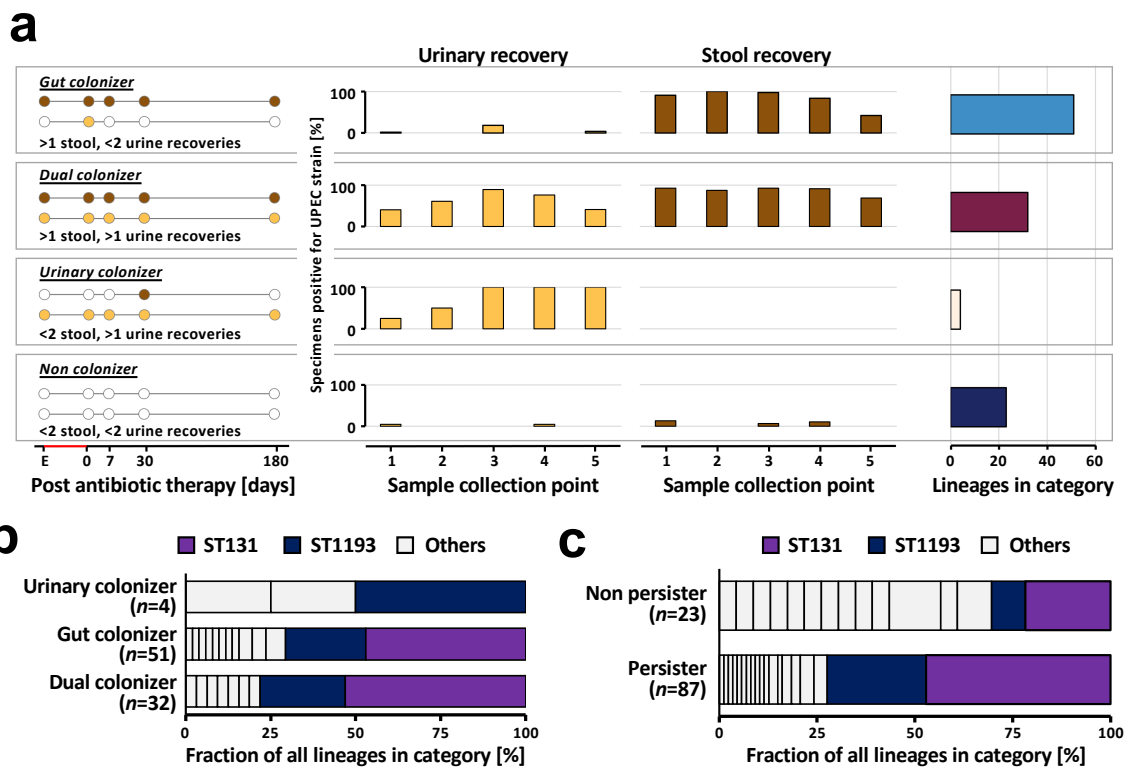 a
Urinary recovery
Stool recovery
Gut colonizer
>1 stool, <2 urine recoveries
100
0
Dual colonizer
>1 stool, >1 urine recoveries
100
0
Urinary colonizer
<2 stool, >1 urine recoveries
100
0
Non colonizer
<2 stool, <2 urine recoveries
100
0
Specimens positive for UPEC strain [%]
E 0 7 30 180
Post antibiotic therapy [days]
1 2 3 4 5
Sample collection point
1 2 3 4 5
Sample collection point
0 20 40 60
Lineages in category
b
ST131 ST1193 Others
Urinary colonizer
(n=4)
Gut colonizer
(n=51)
Dual colonizer
(n=32)
0 25 50 75 100
Fraction of all lineages in category [%]
c
ST131 ST1193 Others
Non persister
(n=23)
Persister
(n=87)
0 25 50 75 100
Fraction of all lineages in category [%]